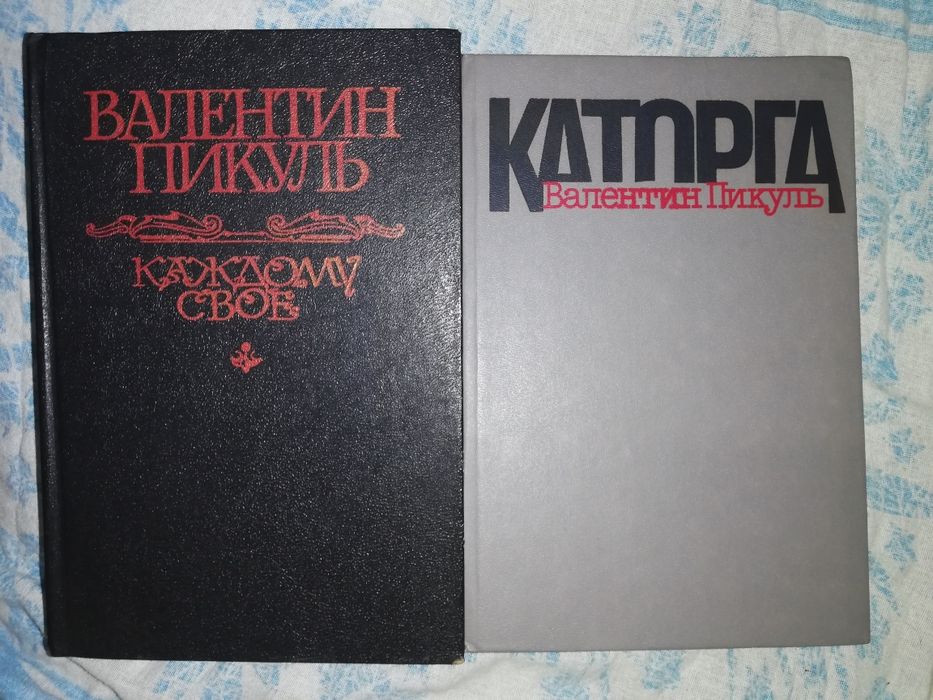 ВАЛЕНТИН
ПИКУЛЬ
КАЖДОМУ
СВОЕ
КАТОРГА
Валентин Пикуль